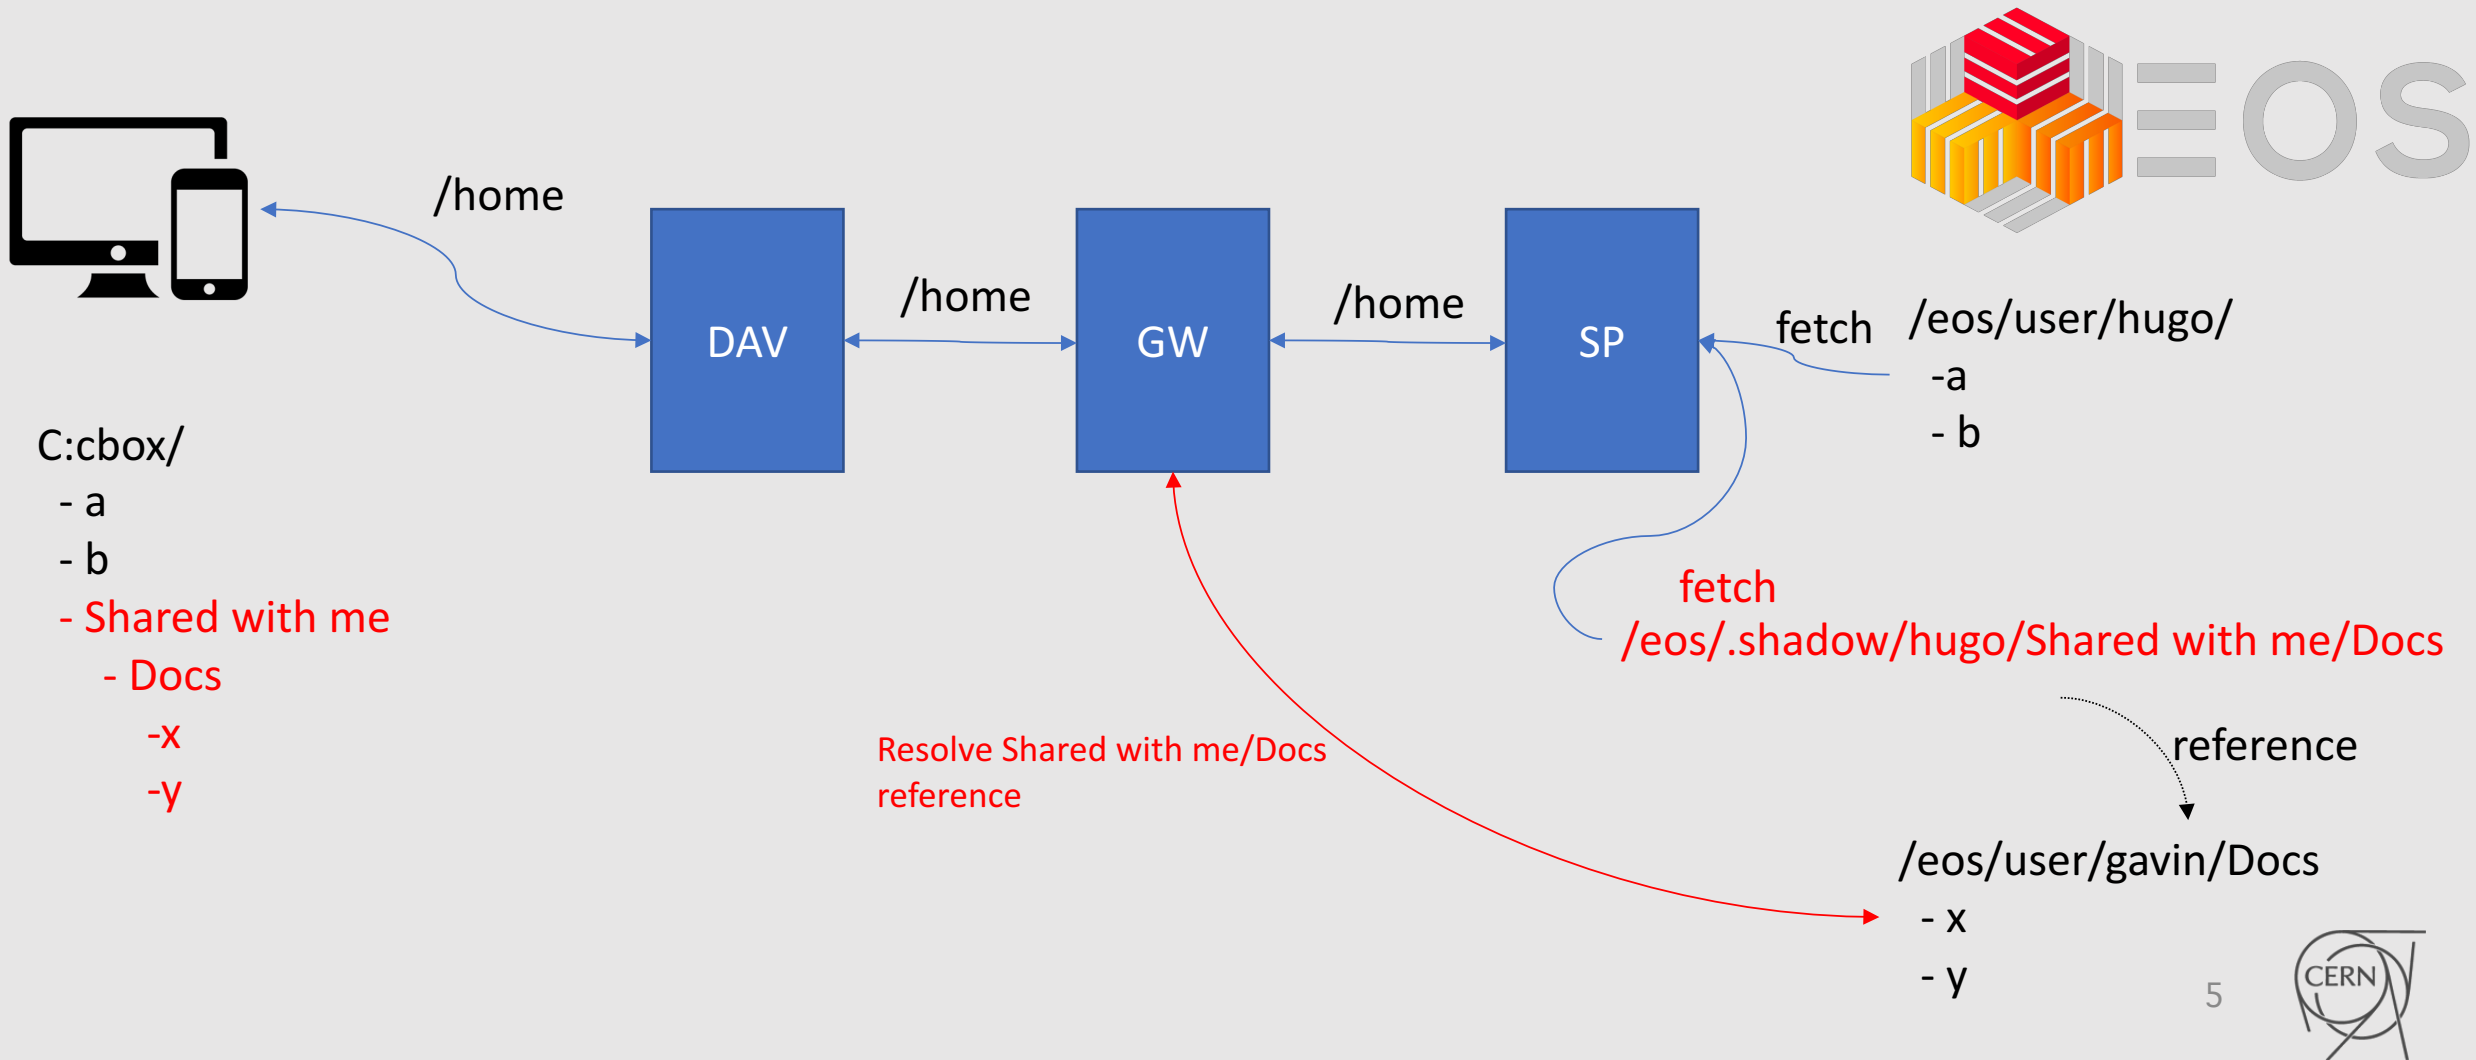 EOS
/home
/home
/home
DAV
GW
SP
fetch
/eos/user/hugo/
-a
- b
C:cbox/
- a
- b
- Shared with me
- Docs
-x
-y
fetch
/eos/.shadow/hugo/Shared with me/Docs
reference
Resolve Shared with me/Docs
reference
/eos/user/gavin/Docs
- x
- y
5
CERN